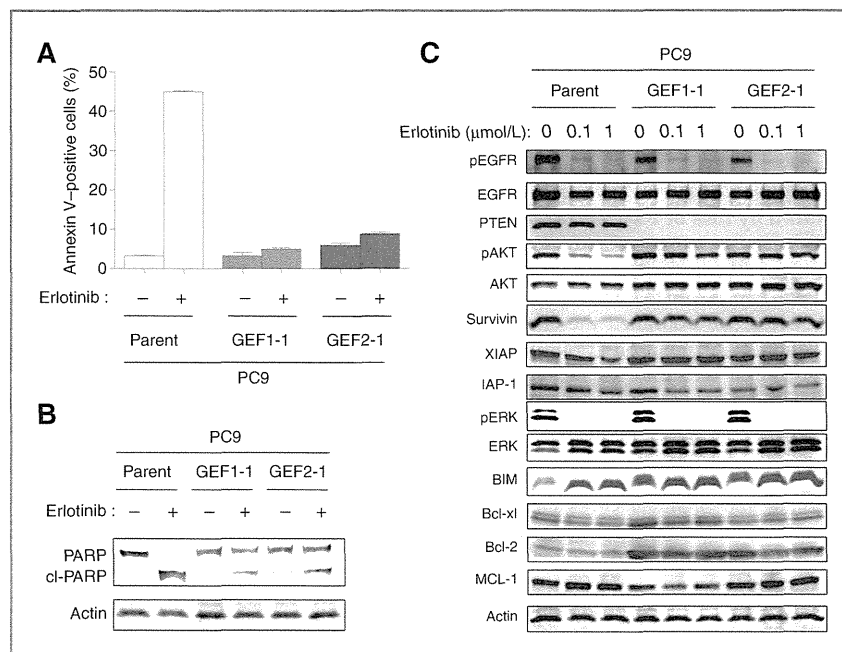 A
Annexin V–positive cells (%)
50
40
30
20
10
0
Erlotinib : − + − + − +
Parent GEF1-1 GEF2-1
PC9
B
PC9
Parent GEF1-1 GEF2-1
Erlotinib : − + − + − +
PARP
cl-PARP
Actin
C
PC9
Parent GEF1-1 GEF2-1
Erlotinib (μmol/L): 0 0.1 1 0 0.1 1 0 0.1 1
pEGFR
EGFR
PTEN
pAKT
AKT
Survivin
XIAP
IAP-1
pERK
ERK
BIM
Bcl-xl
Bcl-2
MCL-1
Actin